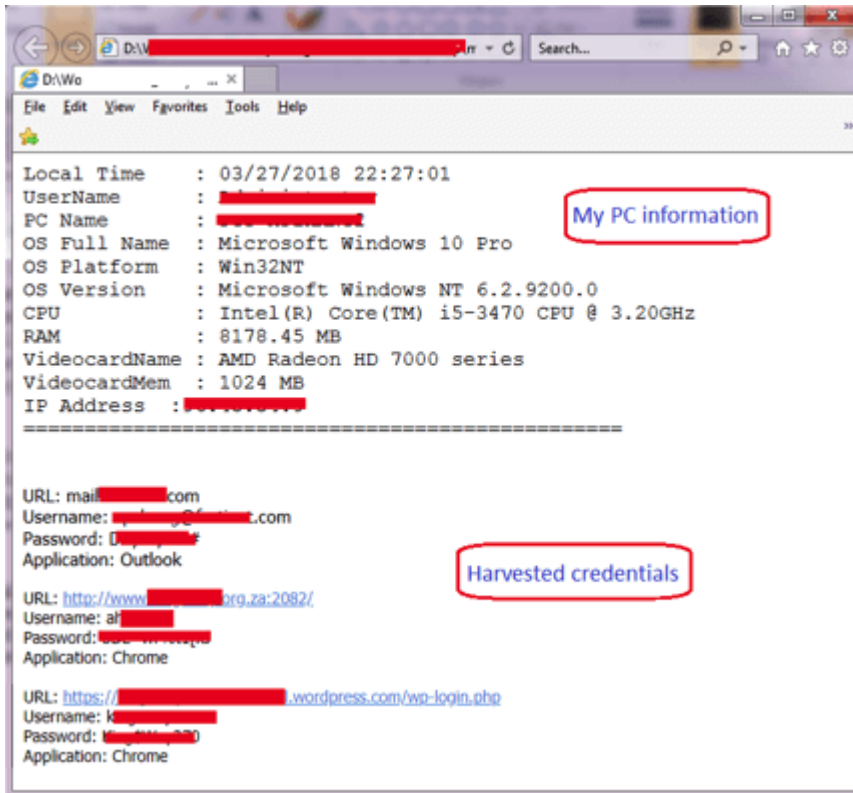 D:\W
Search...
D:\Wo ...
File Edit View Favorites Tools Help
Local Time : 03/27/2018 22:27:01
UserName :
PC Name :
My PC information
OS Full Name : Microsoft Windows 10 Pro
OS Platform : Win32NT
OS Version : Microsoft Windows NT 6.2.9200.0
CPU : Intel(R) Core(TM) i5-3470 CPU @ 3.20GHz
RAM : 8178.45 MB
VideocardName : AMD Radeon HD 7000 series
VideocardMem : 1024 MB
IP Address :
==================================================
URL: mail .com
Username: .com
Password:
Application: Outlook
Harvested credentials
URL: http://www. org.za:2082/
Username: ah
Password:
Application: Chrome
URL: https:// l.wordpress.com/wp-login.php
Username: k
Password:
Application: Chrome